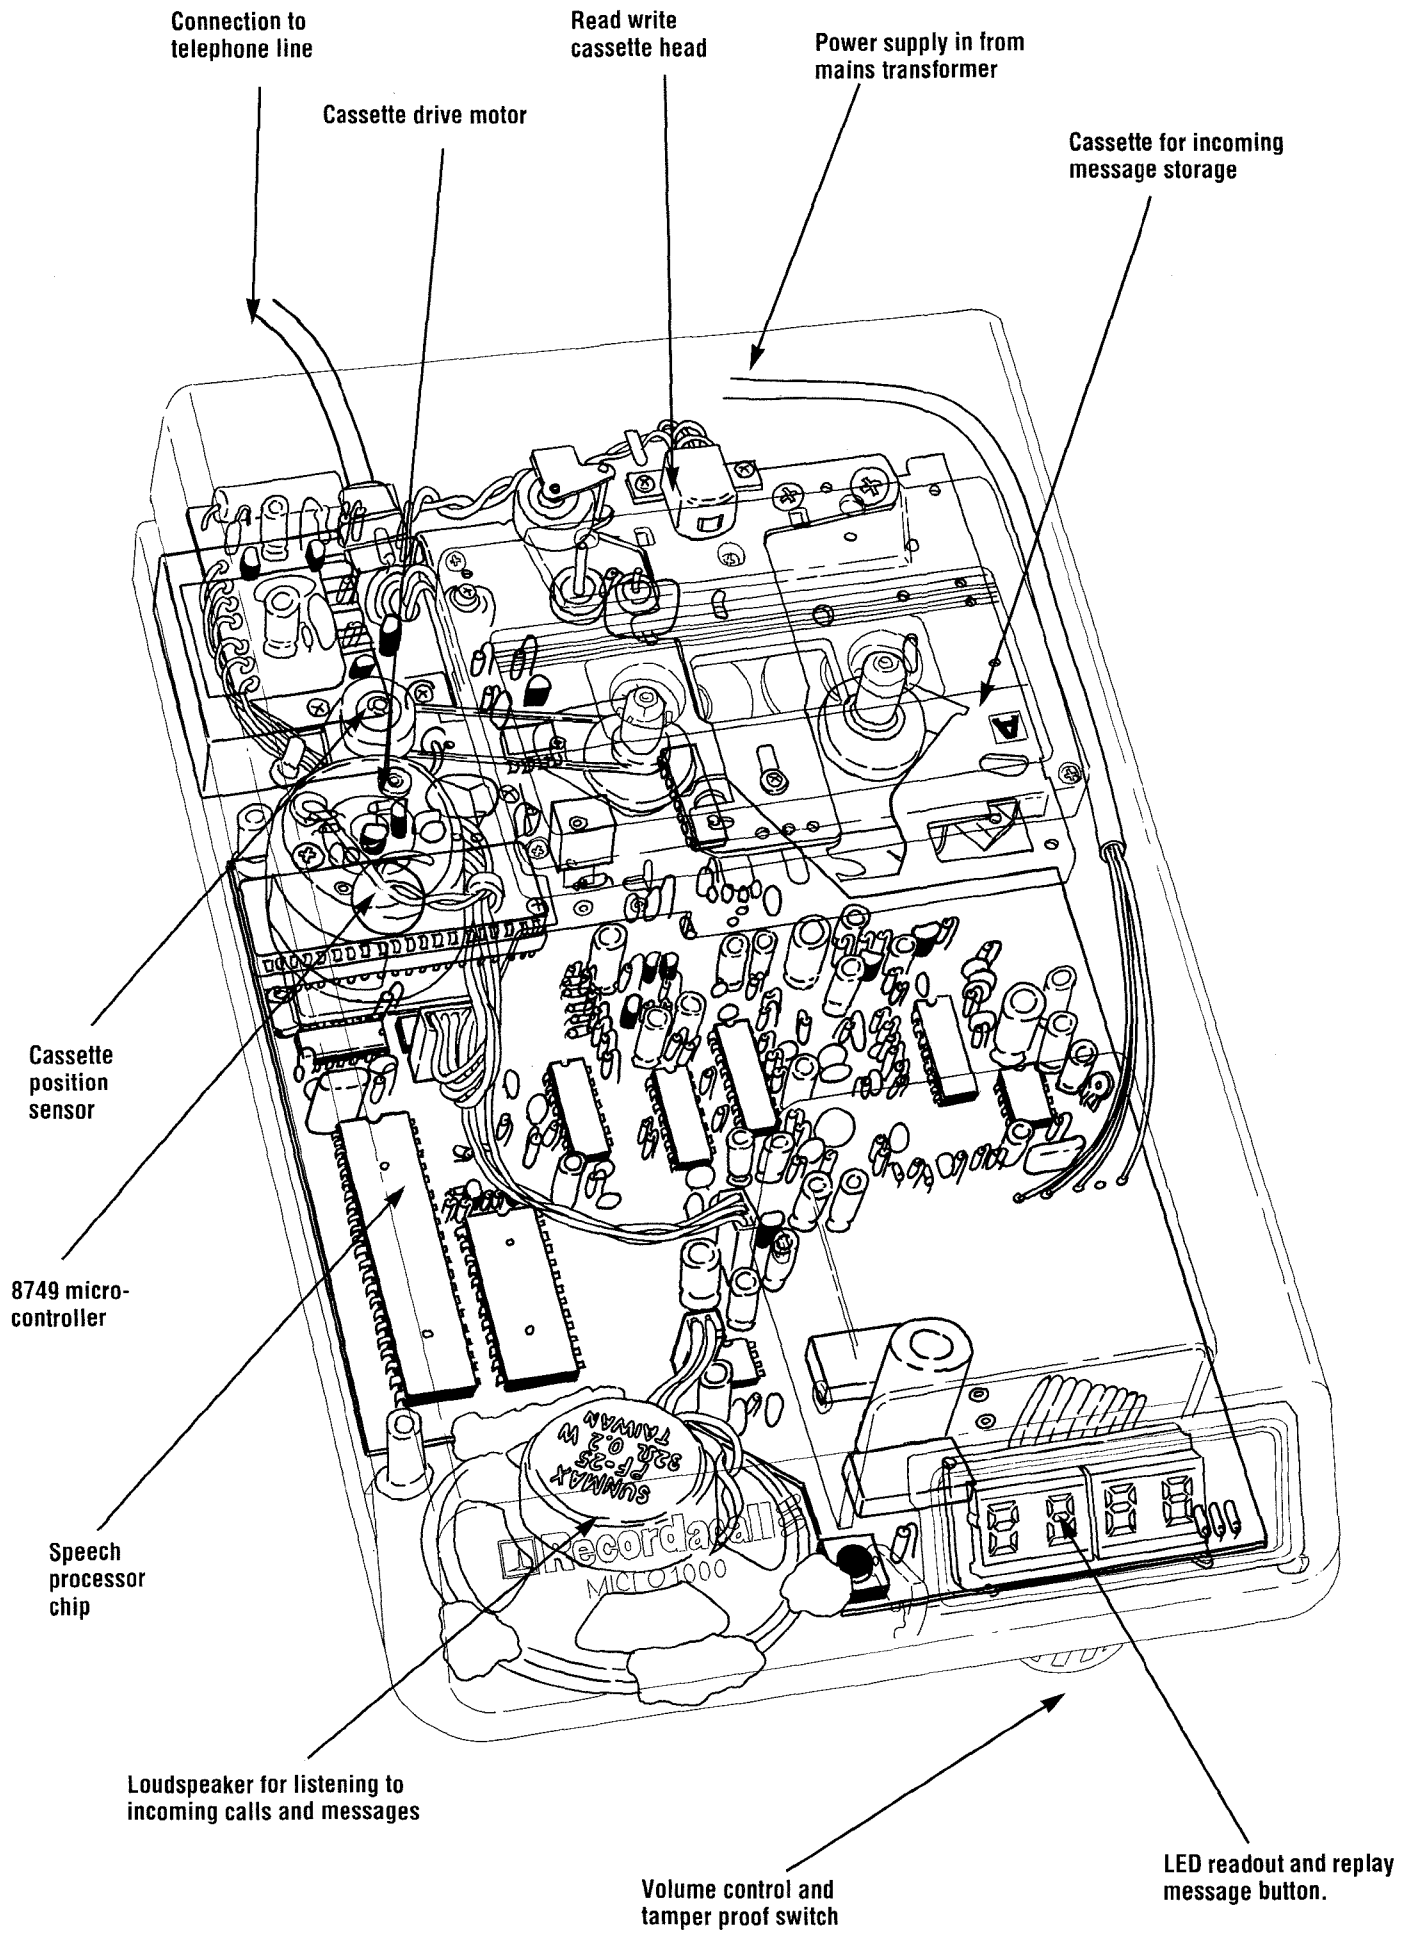 Connection to
telephone line
Read write
cassette head
Power supply in from
mains transformer
Cassette drive motor
Cassette for incoming
message storage
A
Cassette
position
sensor
8749 micro-
controller
SUNMAX
PF-25
32Ω 0.2 W
TAIWAN
Recordacall
MICRO1000
Speech
processor
chip
Loudspeaker for listening to
incoming calls and messages
Volume control and
tamper proof switch
LED readout and replay
message button.